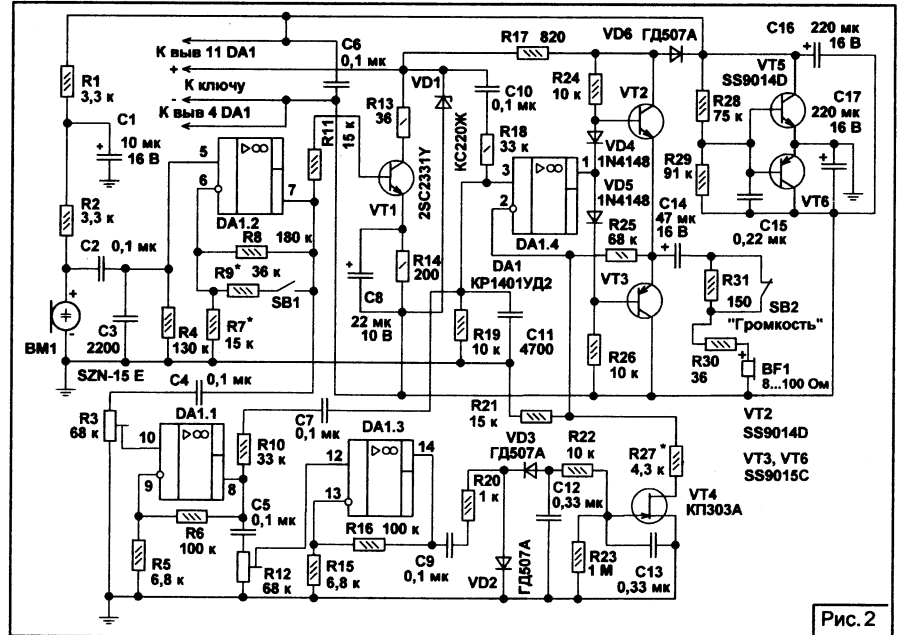 К выв 11 DA1
+
К ключу
-
К выв 4 DA1
C6
0,1 мк
R17 820
VD6 ГД507А
C16
220 мк
16 В
R1
3,3 к
C1
+
10 мк
16 В
R2
3,3 к
C2 0,1 мк
+
BM1
-
SZN-15 E
C3
2200
R4
130 к
5
6
7
DA1.2
R8 180 к
R9* 36 к
SB1
R7*
15 к
R11
15 к
R13
36
VD1
КС220Ж
2SC2331Y
VT1
R14
200
+
C8
22 мк
10 В
C10
0,1 мк
R18
33 к
3
2
1
DA1.4
DA1
КР1401УД2
R19
10 к
C11
4700
R24
10 к
VT2
VD4
1N4148
VD5
1N4148
R25
68 к
VT3
R26
10 к
C14
47 мк
16 В
+
R28
75 к
R29
91 к
VT5
SS9014D
C17
220 мк
16 В
+
VT6
C15
0,22 мк
R31
150
SB2
"Громкость"
R30
36
+
BF1
8...100 Ом
VT2
SS9014D
VT3, VT6
SS9015C
C4 0,1 мк
R3
68 к
DA1.1
10
9
8
R10
33 к
C5
0,1 мк
R6
100 к
R5
6,8 к
R12
68 к
C7
0,1 мк
DA1.3
12
13
14
R16 100 к
R15
6,8 к
C9
0,1 мк
R20
1 к
R21
15 к
VD3
ГД507А
R22
10 к
C12
0,33 мк
VD2
ГД507А
R23
1 М
C13
0,33 мк
R27*
4,3 к
VT4
КП303А
Рис. 2